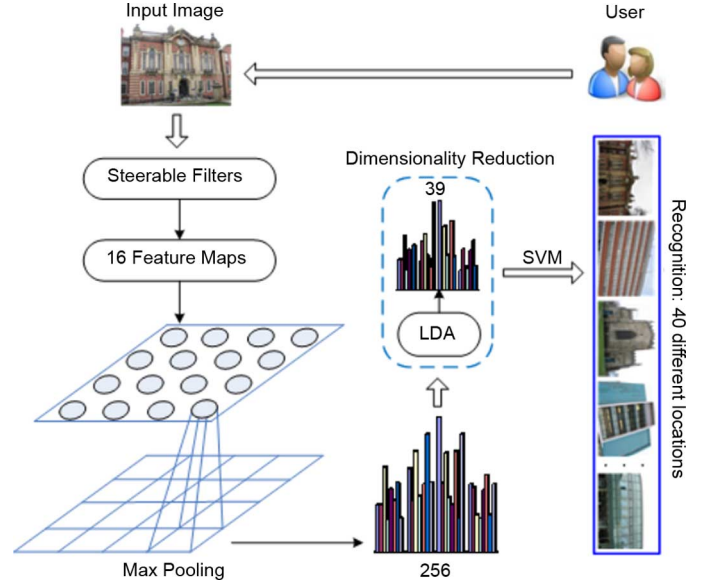 Input Image
User
Steerable Filters
16 Feature Maps
Dimensionality Reduction
39
LDA
SVM
Recognition: 40 different locations
Max Pooling
256